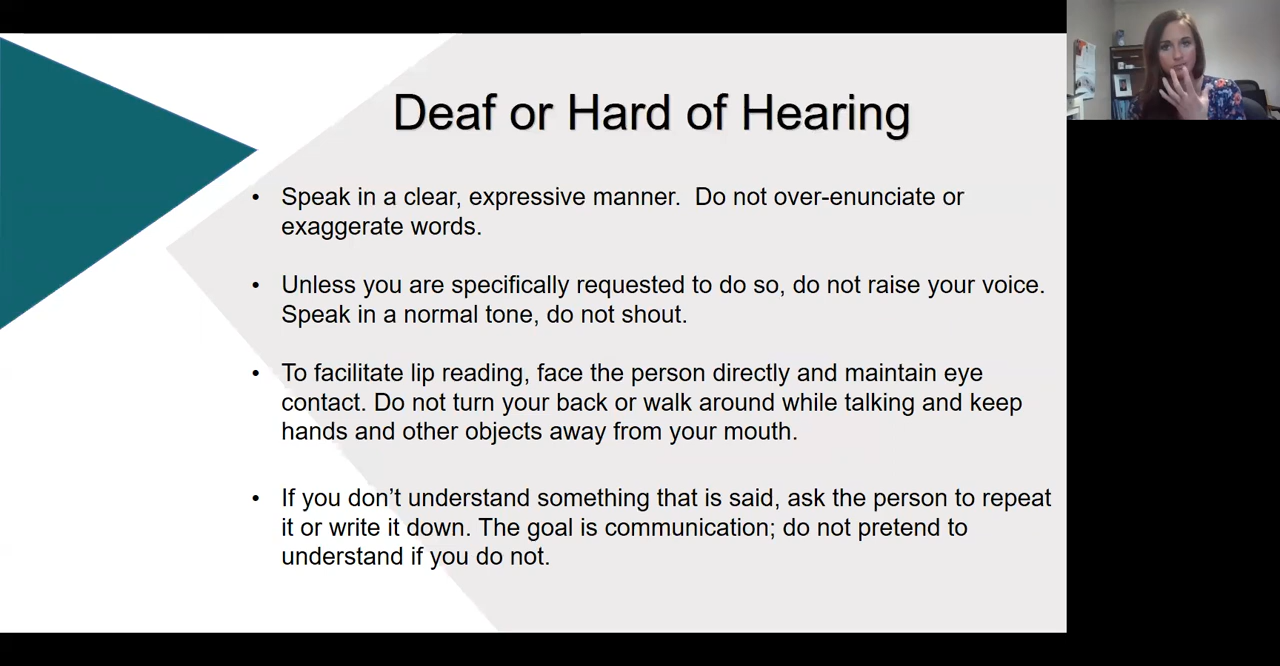 Deaf or Hard of Hearing
• Speak in a clear, expressive manner.  Do not over-enunciate or
exaggerate words.
• Unless you are specifically requested to do so, do not raise your voice.
Speak in a normal tone, do not shout.
• To facilitate lip reading, face the person directly and maintain eye
contact. Do not turn your back or walk around while talking and keep
hands and other objects away from your mouth.
• If you don’t understand something that is said, ask the person to repeat
it or write it down. The goal is communication; do not pretend to
understand if you do not.